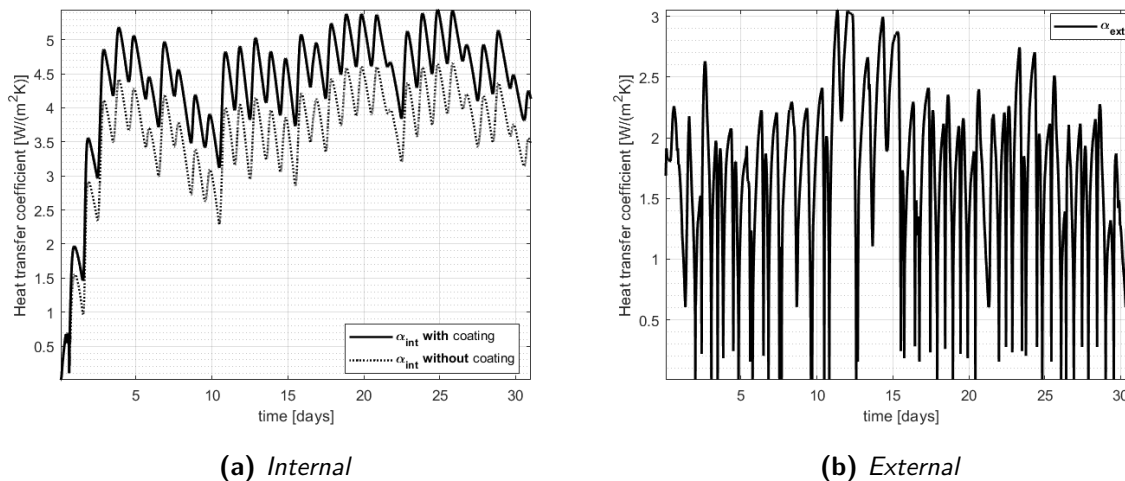 Heat transfer coefficient [W/(m²K)]
5
4.5
4
3.5
3
2.5
2
1.5
1
0.5
α_int with coating
α_int without coating
5 10 15 20 25 30
time [days]
(a) Internal
Heat transfer coefficient [W/(m²K)]
3
2.5
2
1.5
1
0.5
α_ext
5 10 15 20 25 30
time [days]
(b) External